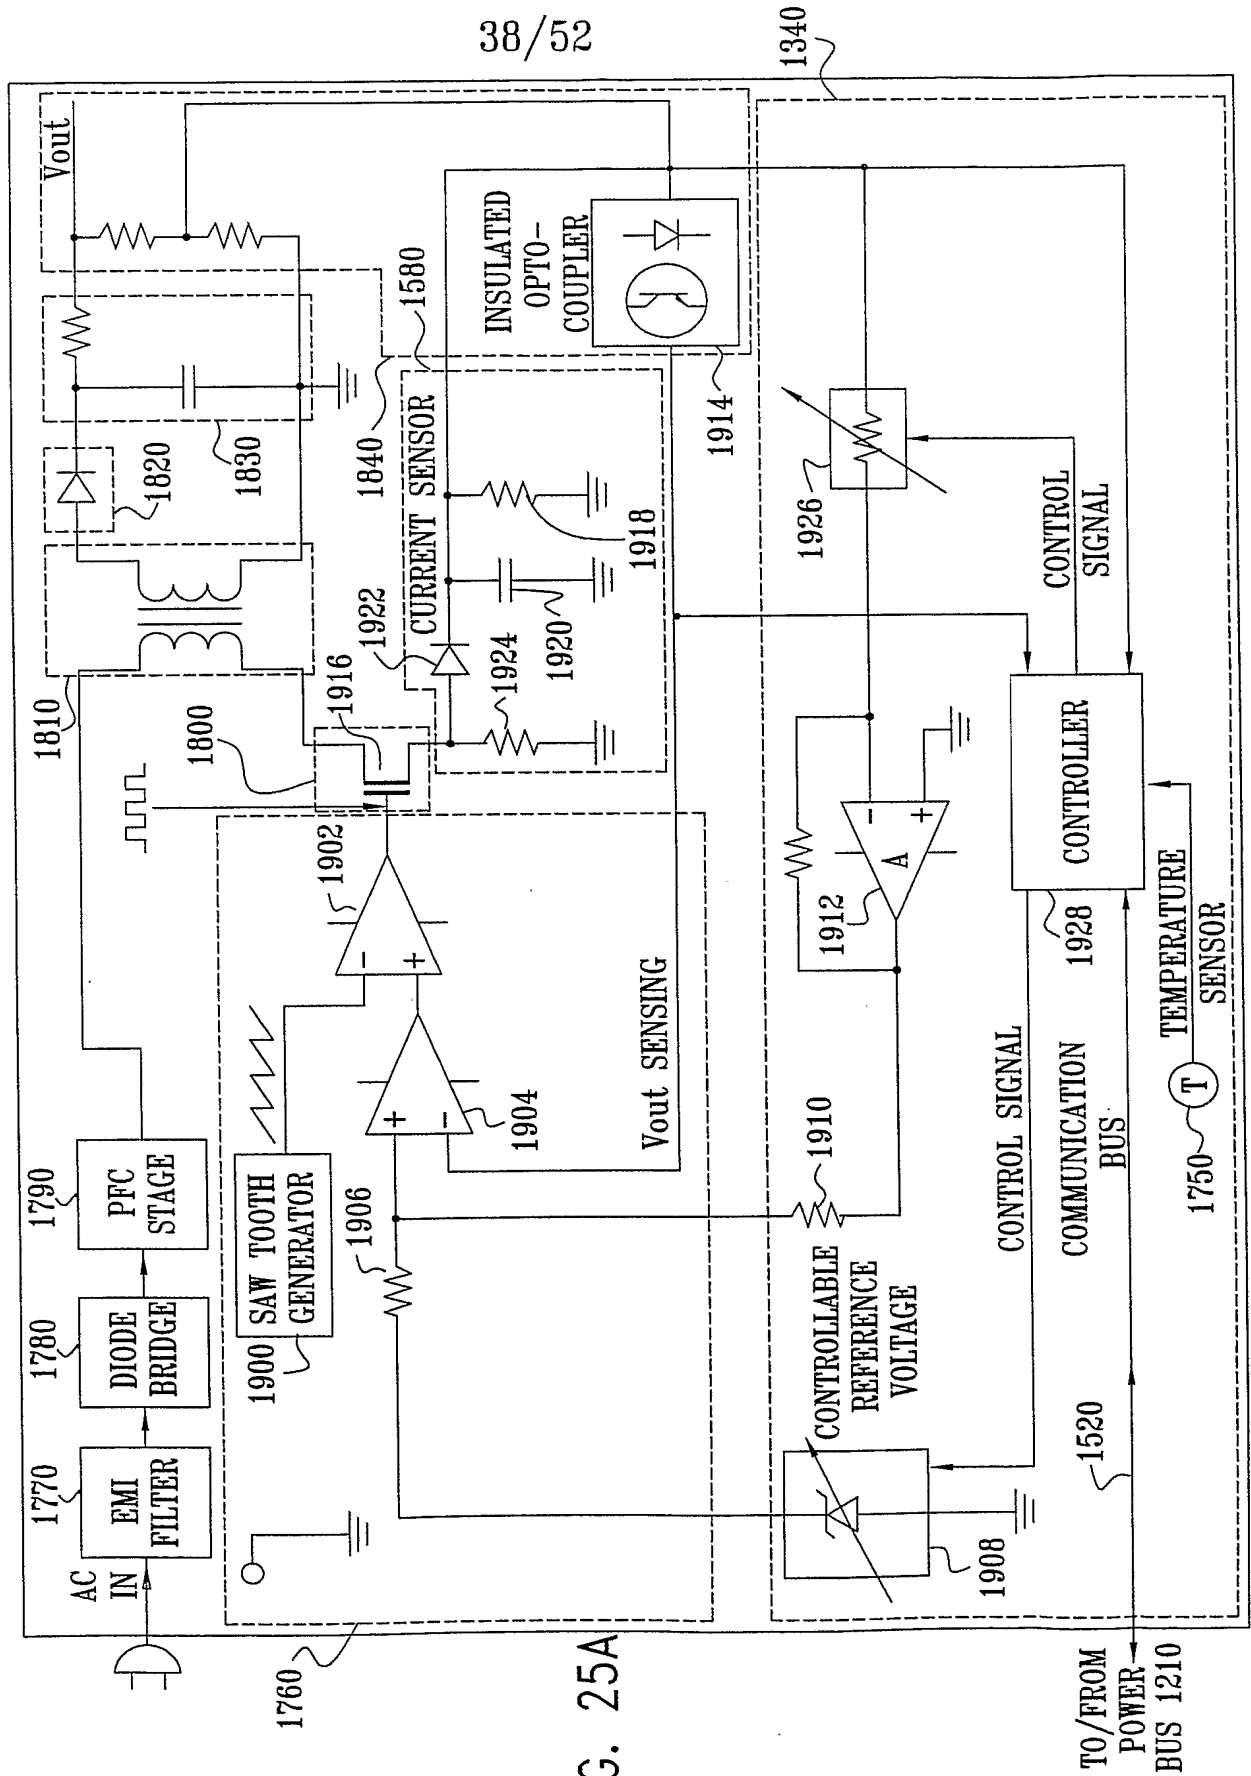 38/52
1340
Vout
1770
EMI
FILTER
AC
IN
1780
DIODE
BRIDGE
1790
PFC
STAGE
1810
1820
1830
1800
1916
1840
1580
CURRENT SENSOR
1922
1924
1920
1918
INSULATED
OPTO-
COUPLER
1914
1760
1900
SAW TOOTH
GENERATOR
1902
-
+
1904
+
-
1906
Vout SENSING
1910
CONTROLLABLE
REFERENCE
VOLTAGE
1908
1912
A
-
+
1926
CONTROL
SIGNAL
CONTROLLER
1928
CONTROL SIGNAL
COMMUNICATION
BUS
TEMPERATURE
SENSOR
T
1750
1520
TO/FROM
POWER
BUS 1210
G. 25A